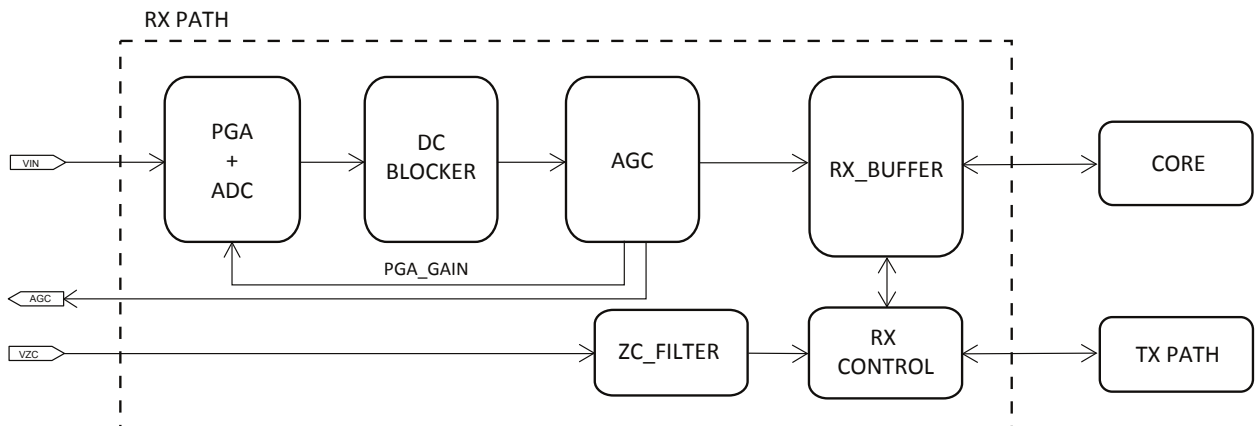 RX PATH
PGA
+
ADC
DC
BLOCKER
AGC
RX_BUFFER
CORE
VIN
PGA_GAIN
AGC
VZC
ZC_FILTER
RX
CONTROL
TX PATH